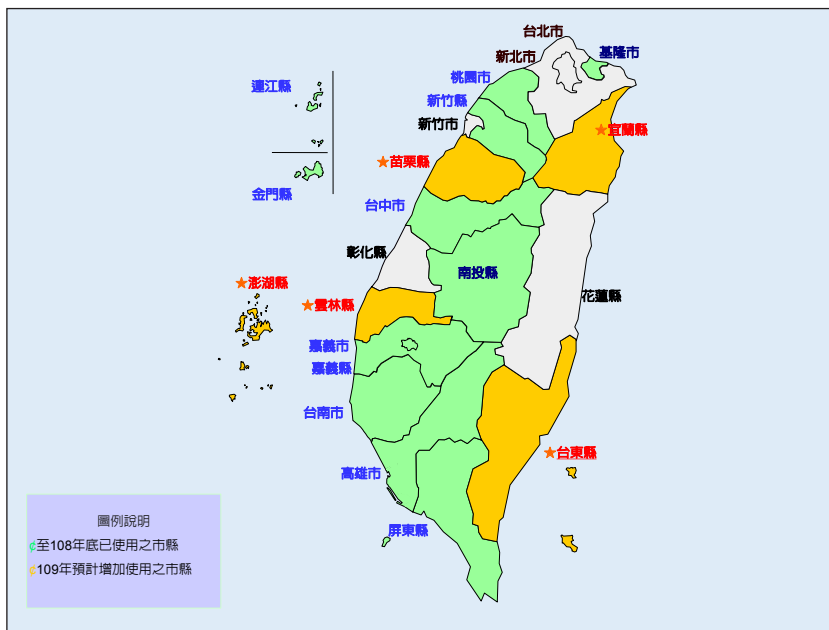 台北市
新北市
基隆市
桃園市
連江縣
新竹縣
新竹市
★宜蘭縣
★苗栗縣
金門縣
台中市
彰化縣
南投縣
★澎湖縣
花蓮縣
★雲林縣
嘉義市
嘉義縣
台南市
★台東縣
高雄市
屏東縣
圖例說明
¢至108年底已使用之市縣
¢109年預計增加使用之市縣